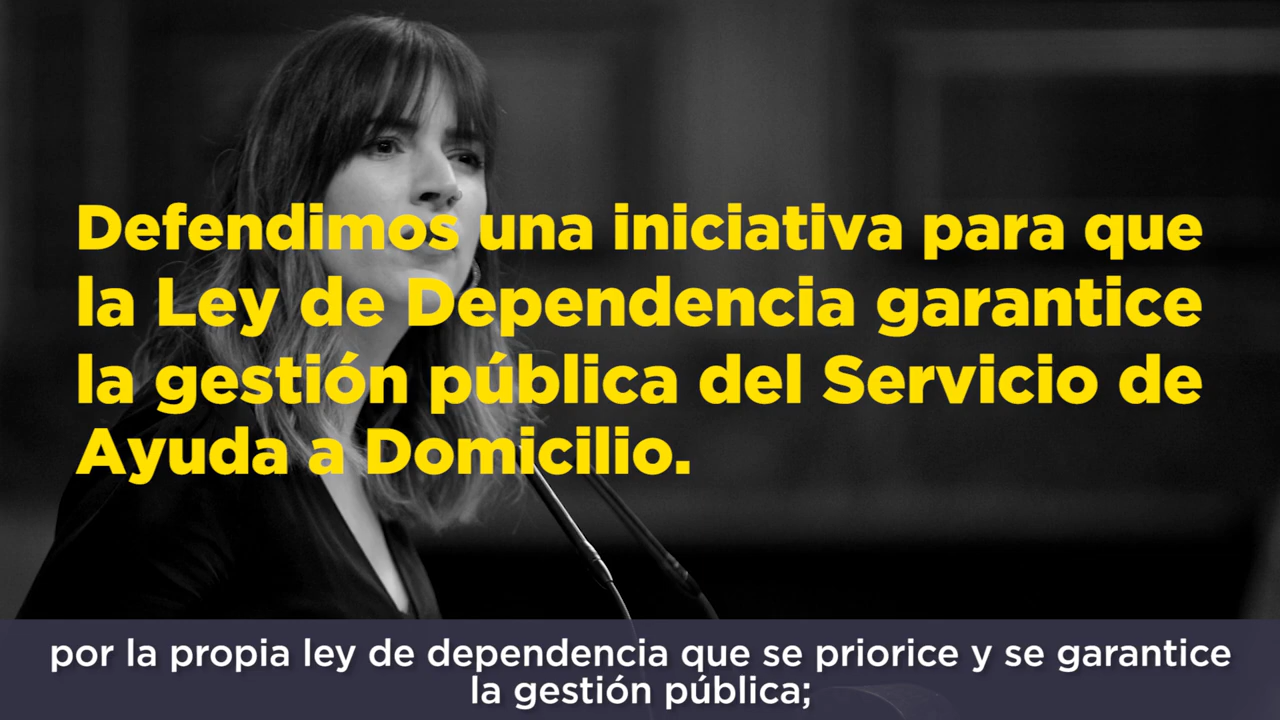 Defendimos una iniciativa para que
la Ley de Dependencia garantice
la gestión pública del Servicio de
Ayuda a Domicilio.
por la propia ley de dependencia que se priorice y se garantice
la gestión pública;